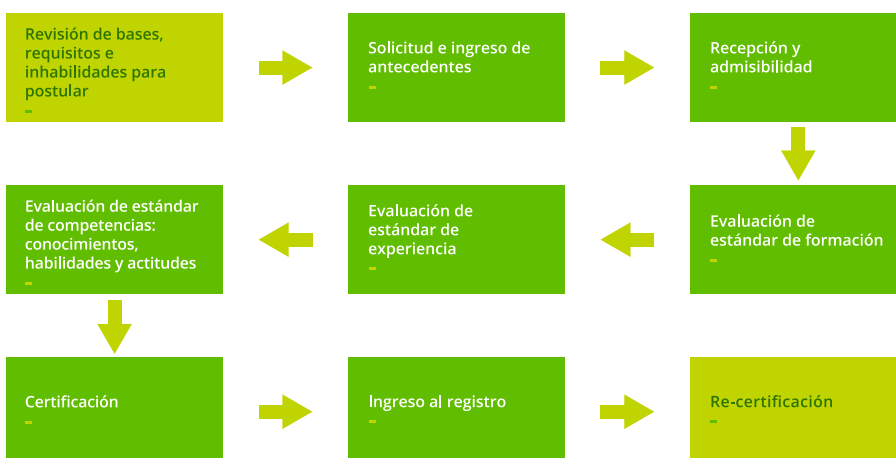 Revisión de bases,
requisitos e
inhabilidades para
postular
Solicitud e ingreso de
antecedentes
Recepción y
admisibilidad
Evaluación de
estándar de formación
Evaluación de
estándar de
experiencia
Evaluación de estándar
de competencias:
conocimientos,
habilidades y actitudes
Certificación
Ingreso al registro
Re-certificación